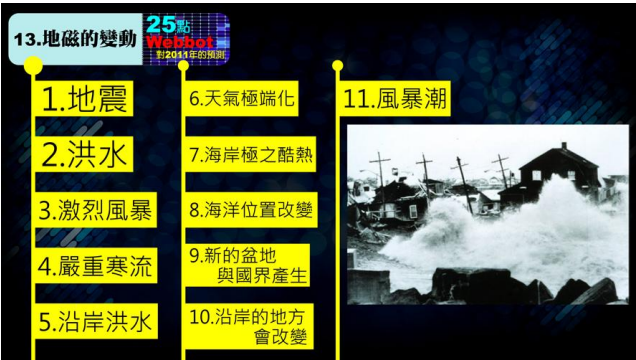 13.地磁的變動
25點
Webbot
對2011年的預測
1.地震
2.洪水
3.激烈風暴
4.嚴重寒流
5.沿岸洪水
6.天氣極端化
7.海岸極之酷熱
8.海洋位置改變
9.新的盆地
與國界產生
10.沿岸的地方
會改變
11.風暴潮